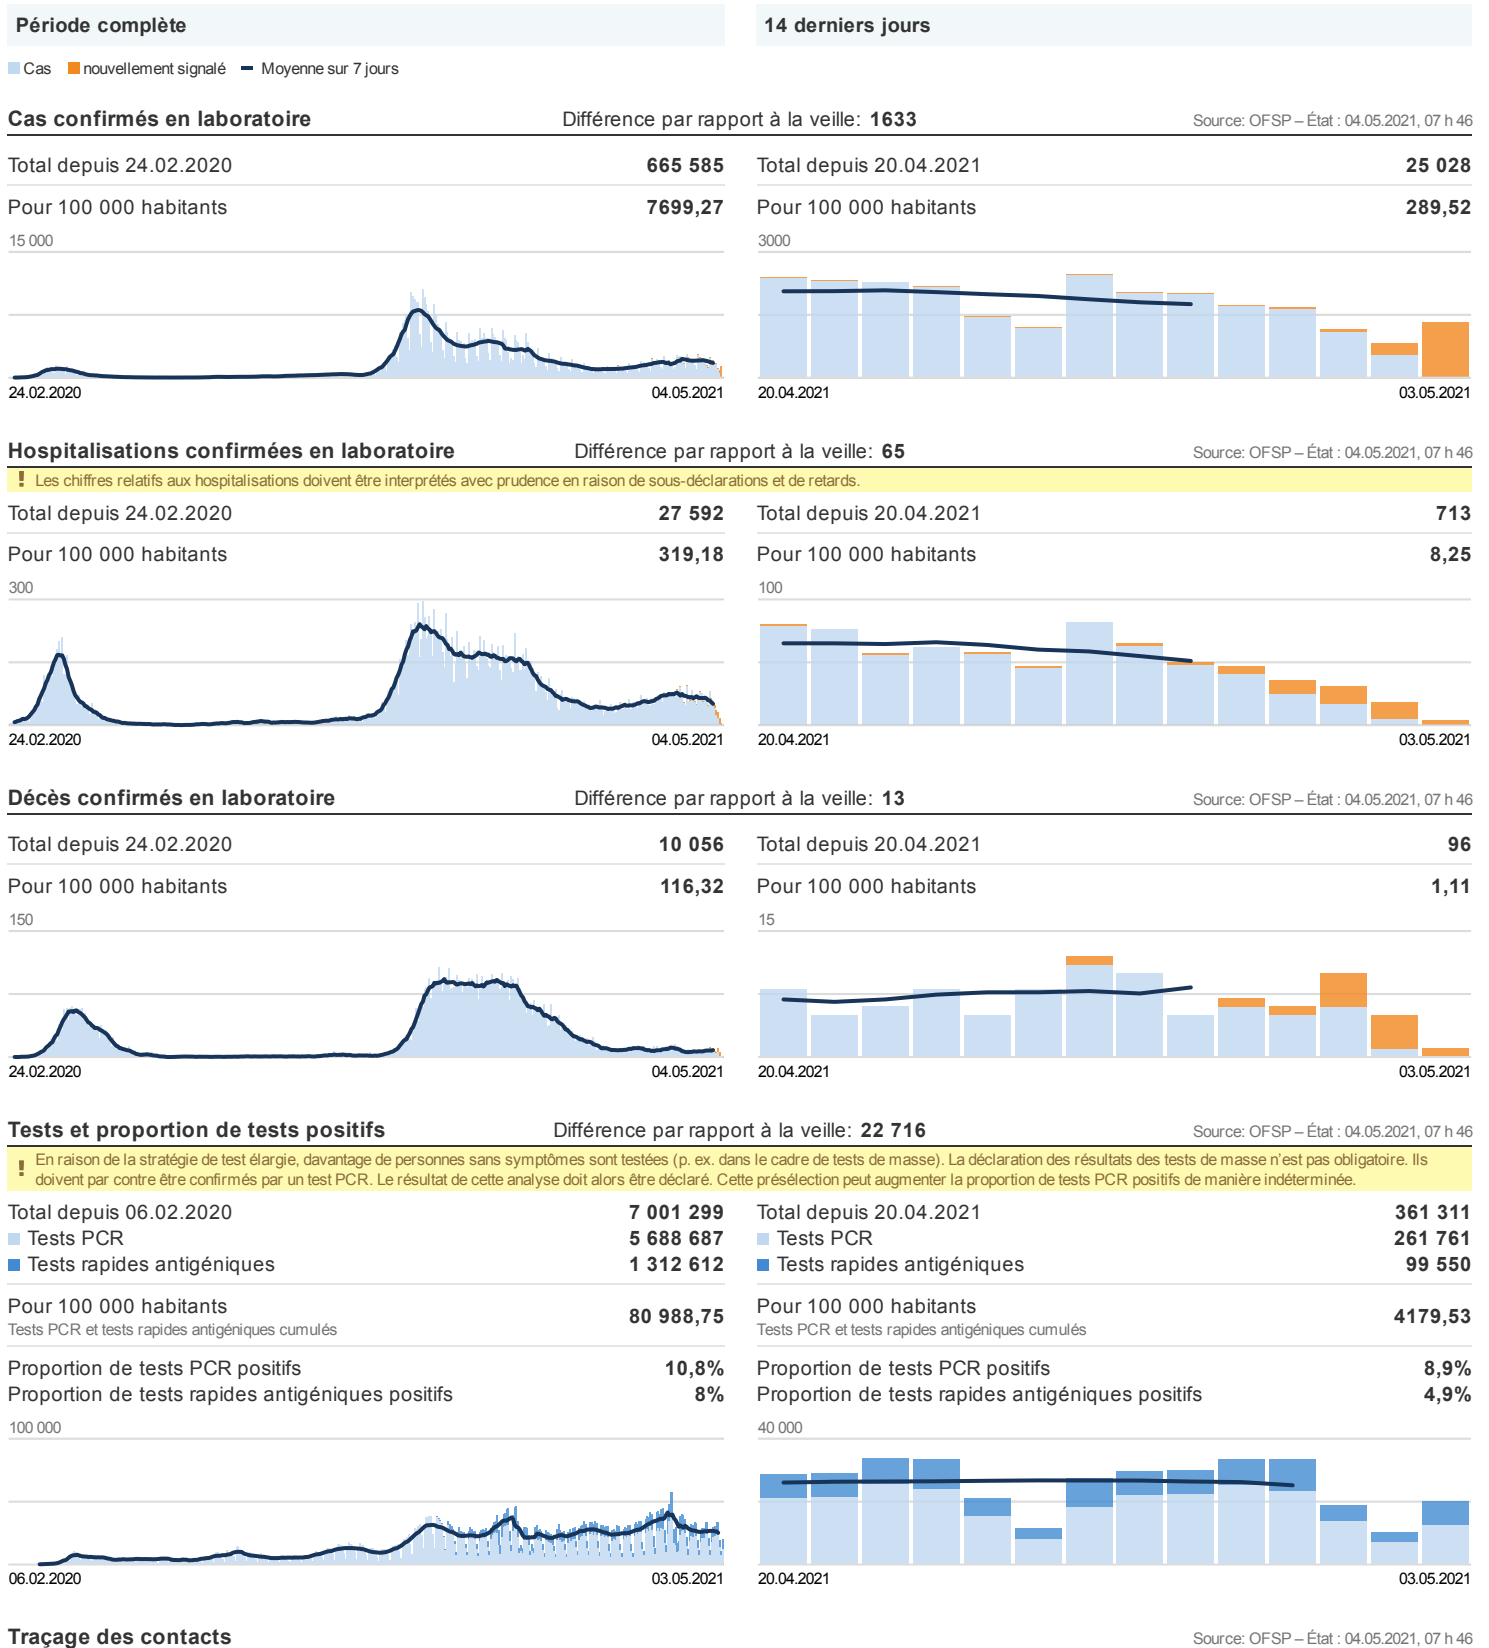 Période complète
14 derniers jours
Cas nouvellement signalé Moyenne sur 7 jours
Cas confirmés en laboratoire Différence par rapport à la veille: 1633 Source: OFSP – État : 04.05.2021, 07 h 46
Total depuis 24.02.2020 665 585
Pour 100 000 habitants 7699,27
15 000
24.02.2020 04.05.2021
Total depuis 20.04.2021 25 028
Pour 100 000 habitants 289,52
3000
20.04.2021 03.05.2021
Hospitalisations confirmées en laboratoire Différence par rapport à la veille: 65 Source: OFSP – État : 04.05.2021, 07 h 46
! Les chiffres relatifs aux hospitalisations doivent être interprétés avec prudence en raison de sous-déclarations et de retards.
Total depuis 24.02.2020 27 592
Pour 100 000 habitants 319,18
300
24.02.2020 04.05.2021
Total depuis 20.04.2021 713
Pour 100 000 habitants 8,25
100
20.04.2021 03.05.2021
Décès confirmés en laboratoire Différence par rapport à la veille: 13 Source: OFSP – État : 04.05.2021, 07 h 46
Total depuis 24.02.2020 10 056
Pour 100 000 habitants 116,32
150
24.02.2020 04.05.2021
Total depuis 20.04.2021 96
Pour 100 000 habitants 1,11
15
20.04.2021 03.05.2021
Tests et proportion de tests positifs Différence par rapport à la veille: 22 716 Source: OFSP – État : 04.05.2021, 07 h 46
! En raison de la stratégie de test élargie, davantage de personnes sans symptômes sont testées (p. ex. dans le cadre de tests de masse). La déclaration des résultats des tests de masse n’est pas obligatoire. Ils
doivent par contre être confirmés par un test PCR. Le résultat de cette analyse doit alors être déclaré. Cette présélection peut augmenter la proportion de tests PCR positifs de manière indéterminée.
Total depuis 06.02.2020 7 001 299
Tests PCR 5 688 687
Tests rapides antigéniques 1 312 612
Pour 100 000 habitants 80 988,75
Tests PCR et tests rapides antigéniques cumulés
Proportion de tests PCR positifs 10,8%
Proportion de tests rapides antigéniques positifs 8%
100 000
06.02.2020 03.05.2021
Total depuis 20.04.2021 361 311
Tests PCR 261 761
Tests rapides antigéniques 99 550
Pour 100 000 habitants 4179,53
Tests PCR et tests rapides antigéniques cumulés
Proportion de tests PCR positifs 8,9%
Proportion de tests rapides antigéniques positifs 4,9%
40 000
20.04.2021 03.05.2021
Traçage des contacts Source: OFSP – État : 04.05.2021, 07 h 46